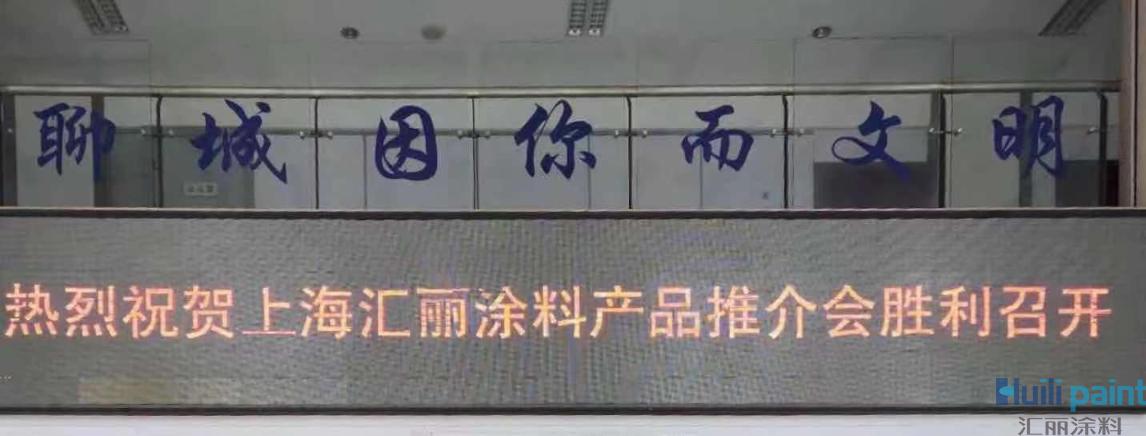 聊城因你而文明
热烈祝贺上海汇丽涂料产品推介会胜利召开
Huili paint
汇丽涂料